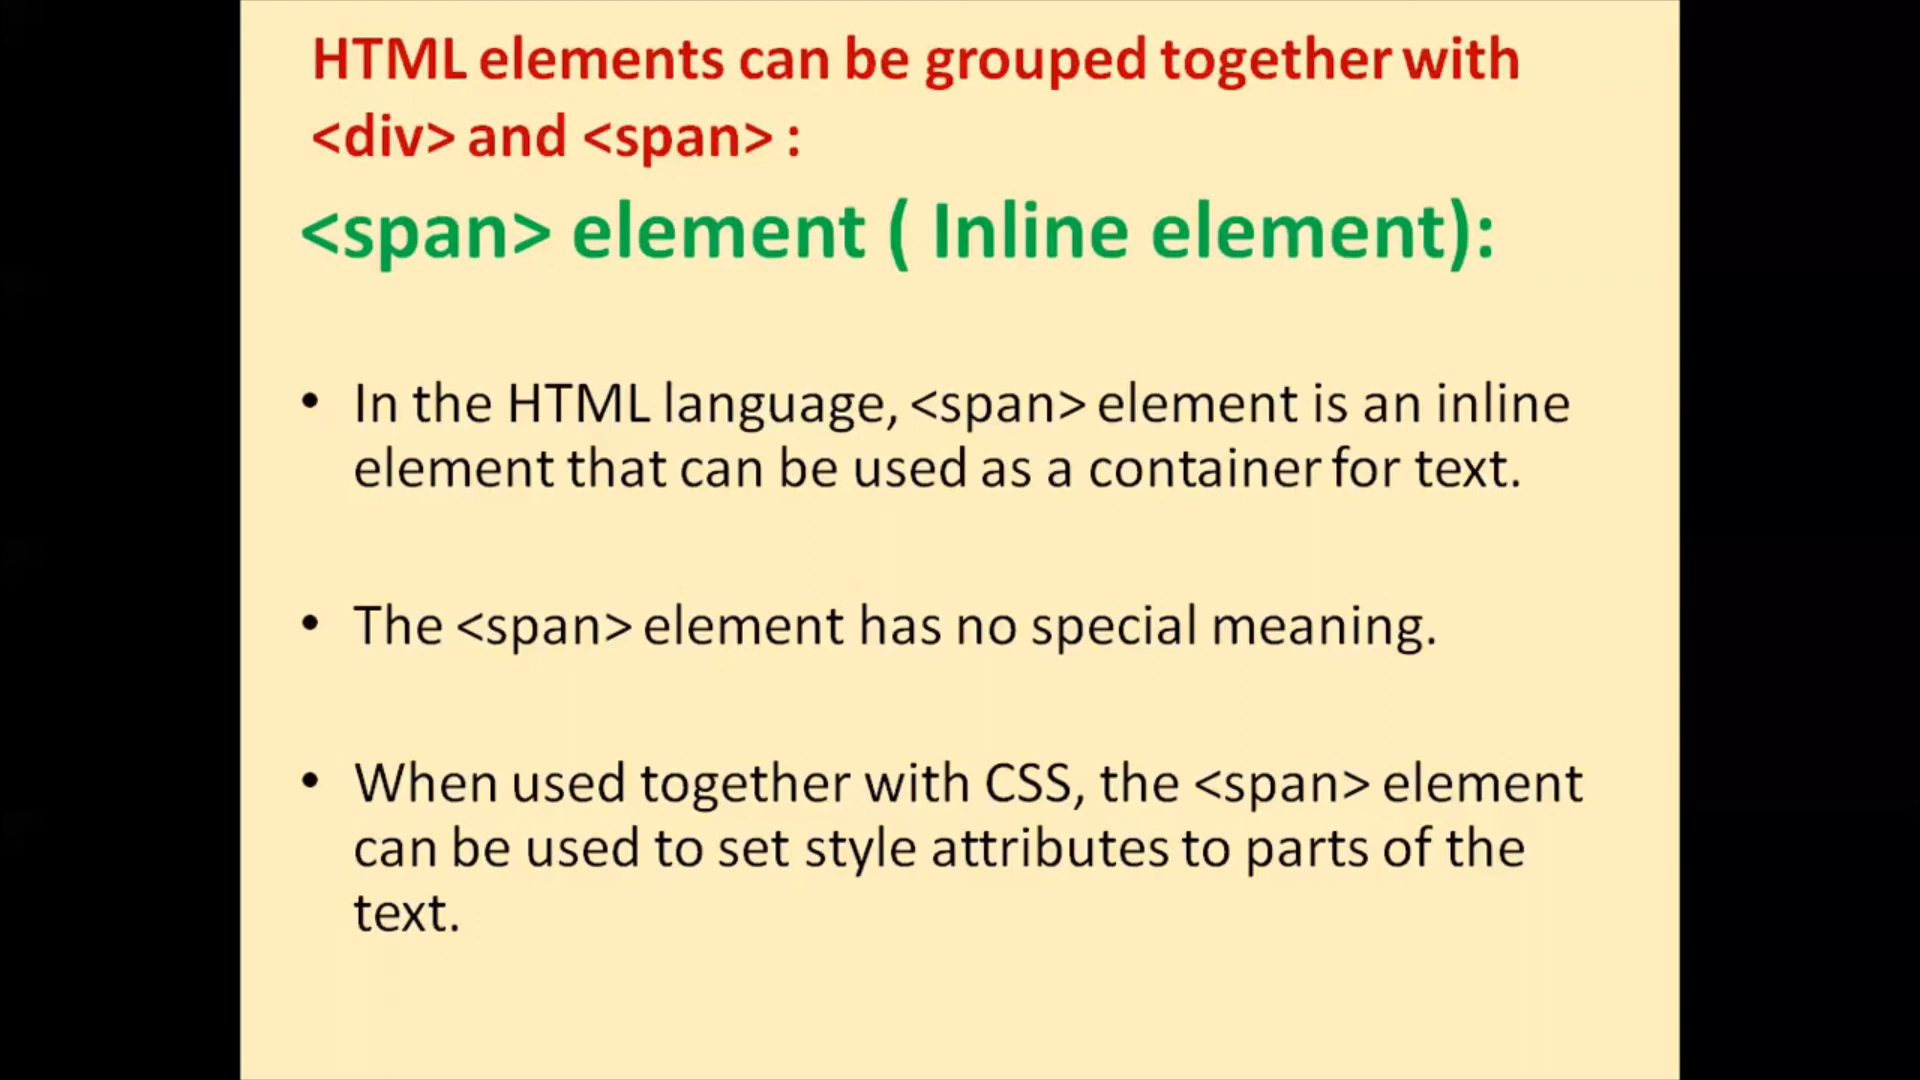 HTML elements can be grouped together with
<div> and <span> :
<span> element ( Inline element):
• In the HTML language, <span> element is an inline
element that can be used as a container for text.
• The <span> element has no special meaning.
• When used together with CSS, the <span> element
can be used to set style attributes to parts of the
text.